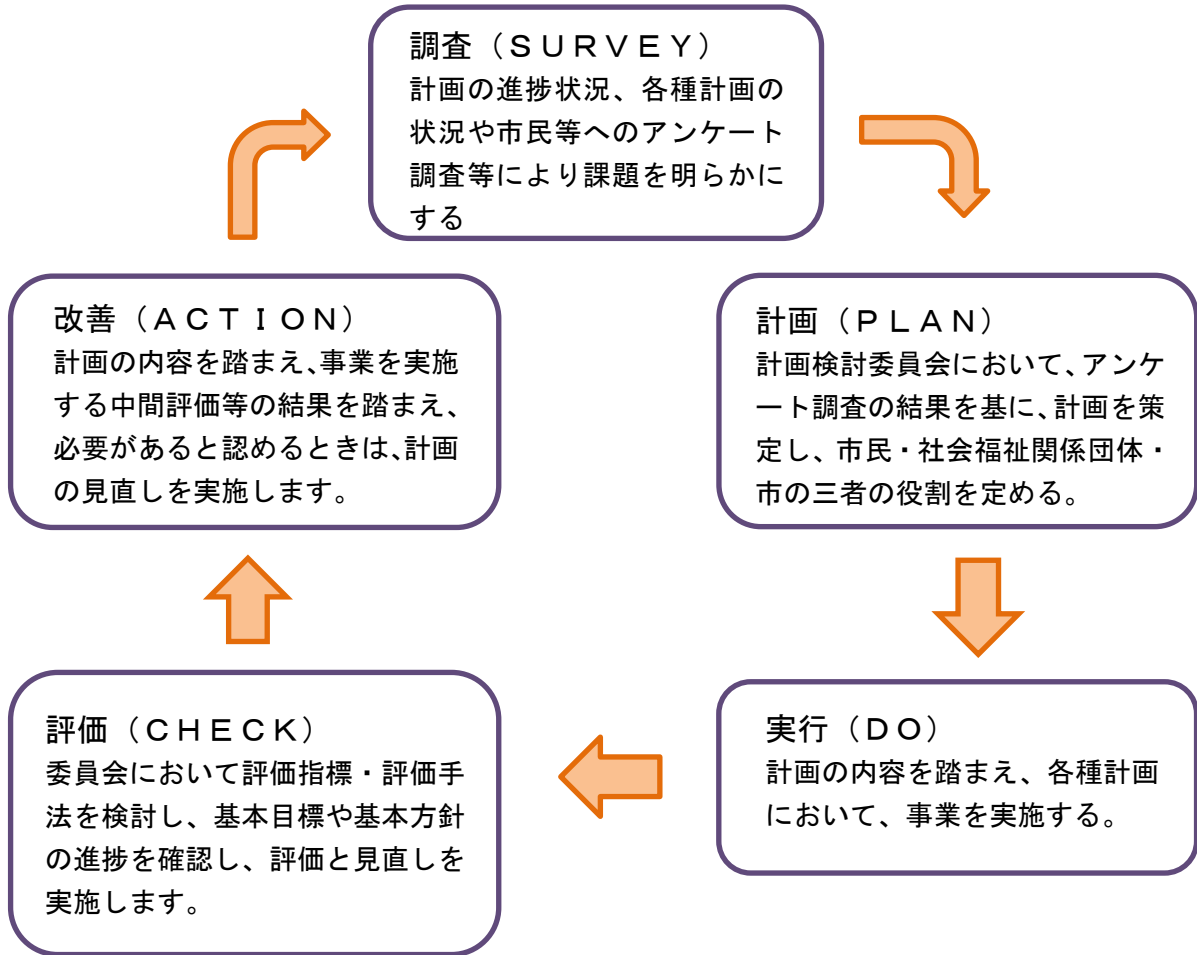 調査（ＳＵＲＶＥＹ）
計画の進捗状況、各種計画の
状況や市民等へのアンケート
調査等により課題を明らかに
する
改善（ＡＣＴＩＯＮ）
計画の内容を踏まえ、事業を実施
する中間評価等の結果を踏まえ、
必要があると認めるときは、計画
の見直しを実施します。
計画（ＰＬＡＮ）
計画検討委員会において、アンケ
ート調査の結果を基に、計画を策
定し、市民・社会福祉関係団体・
市の三者の役割を定める。
評価（ＣＨＥＣＫ）
委員会において評価指標・評価手
法を検討し、基本目標や基本方針
の進捗を確認し、評価と見直しを
実施します。
実行（ＤＯ）
計画の内容を踏まえ、各種計画
において、事業を実施する。